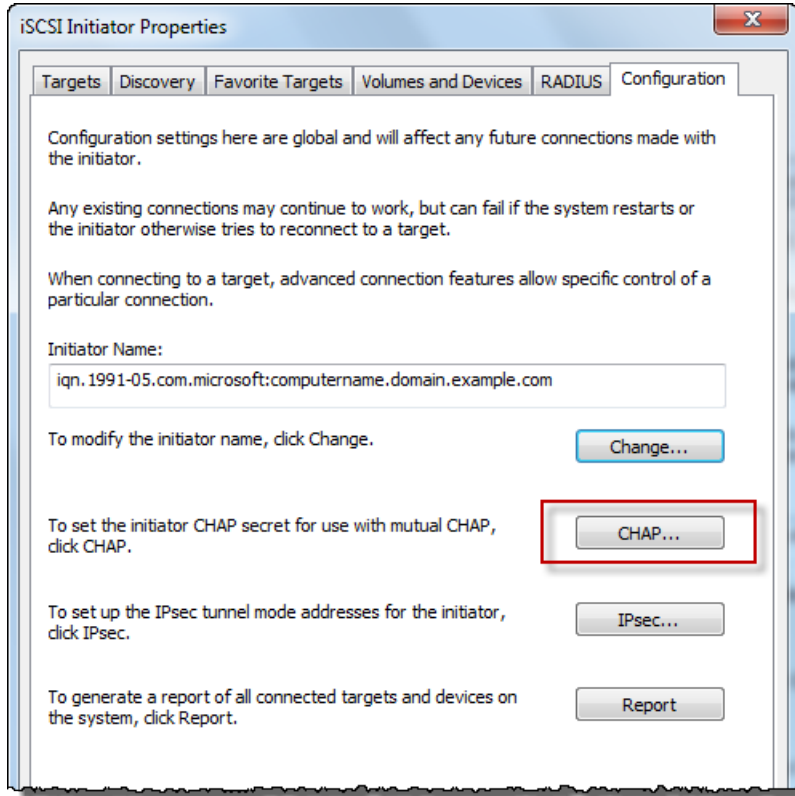 iSCSI Initiator Properties
Targets Discovery Favorite Targets Volumes and Devices RADIUS Configuration
Configuration settings here are global and will affect any future connections made with
the initiator.
Any existing connections may continue to work, but can fail if the system restarts or
the initiator otherwise tries to reconnect to a target.
When connecting to a target, advanced connection features allow specific control of a
particular connection.
Initiator Name:
iqn.1991-05.com.microsoft:computername.domain.example.com
To modify the initiator name, click Change.
Change...
To set the initiator CHAP secret for use with mutual CHAP,
click CHAP.
CHAP...
To set up the IPsec tunnel mode addresses for the initiator,
click IPsec.
IPsec...
To generate a report of all connected targets and devices on
the system, click Report.
Report